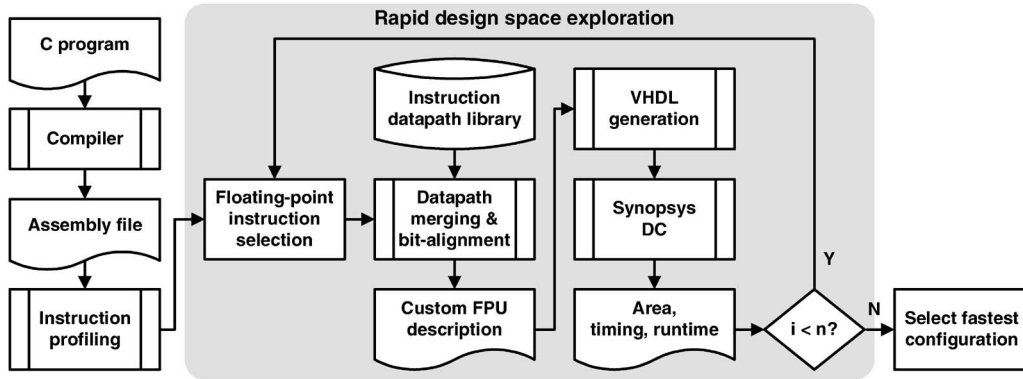 Rapid design space exploration
C program
Compiler
Assembly file
Instruction
profiling
Floating-point
instruction
selection
Instruction
datapath library
Datapath
merging &
bit-alignment
Custom FPU
description
VHDL
generation
Synopsys
DC
Area,
timing, runtime
i < n?
Y
N
Select fastest
configuration